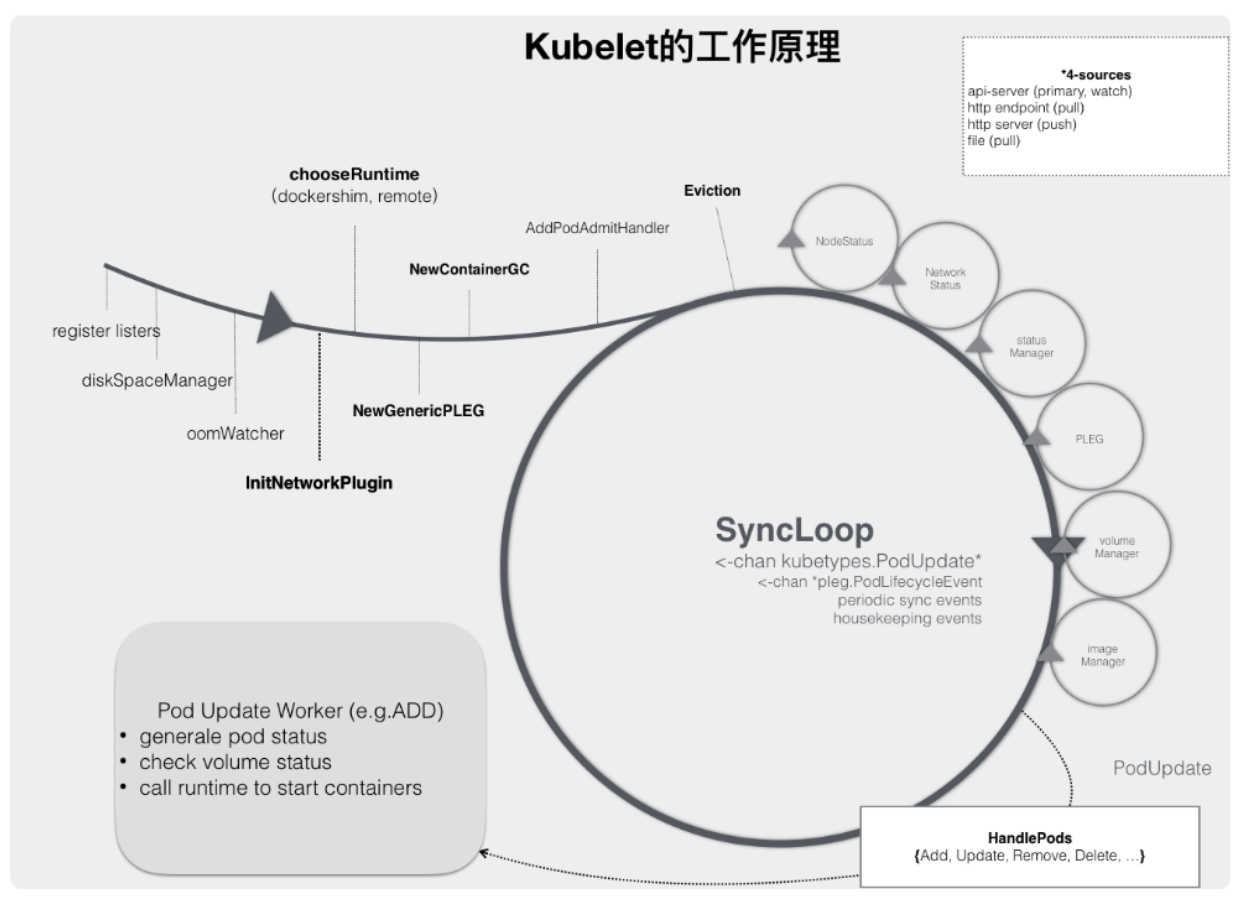 Kubelet的工作原理
*4-sources
api-server (primary, watch)
http endpoint (pull)
http server (push)
file (pull)
chooseRuntime
(dockershim, remote)
Eviction
AddPodAdmitHandler
NewContainerGC
NodeStatus
Network
Status
status
Manager
PLEG
volume
Manager
image
Manager
register listers
diskSpaceManager
oomWatcher
NewGenericPLEG
InitNetworkPlugin
SyncLoop
<-chan kubetypes.PodUpdate*
<-chan *pleg.PodLifecycleEvent
periodic sync events
housekeeping events
Pod Update Worker (e.g.ADD)
• generale pod status
• check volume status
• call runtime to start containers
PodUpdate
HandlePods
{Add, Update, Remove, Delete, ...}